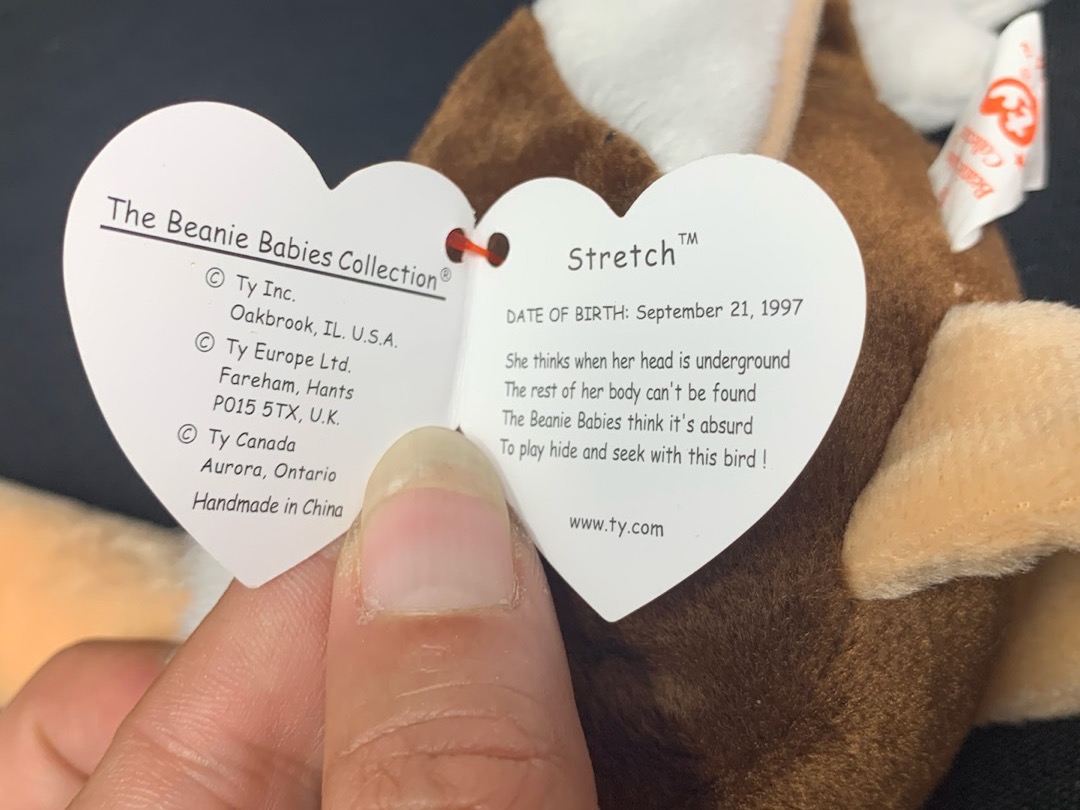 The Beanie Babies Collection®
© Ty Inc.
Oakbrook, IL. U.S.A.
© Ty Europe Ltd.
Fareham, Hants
PO15 5TX, U.K.
© Ty Canada
Aurora, Ontario
Handmade in China
Stretch™
DATE OF BIRTH: September 21, 1997
She thinks when her head is underground
The rest of her body can't be found
The Beanie Babies think it's absurd
To play hide and seek with this bird !
www.ty.com
ty